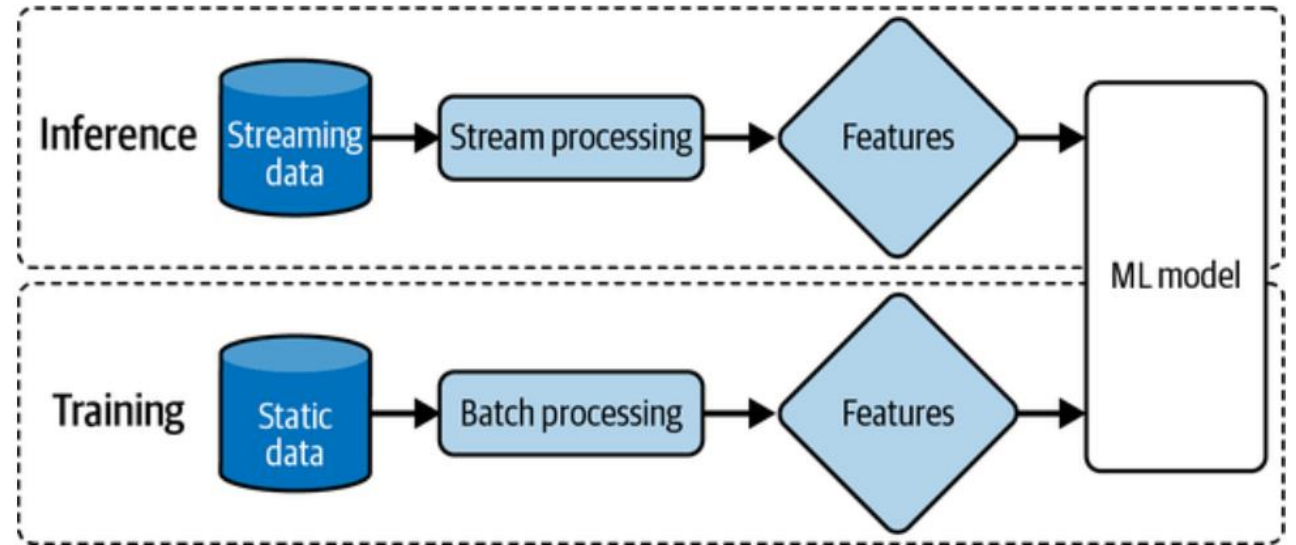 Inference
Streaming
data
Stream processing
Features
ML model
Training
Static
data
Batch processing
Features